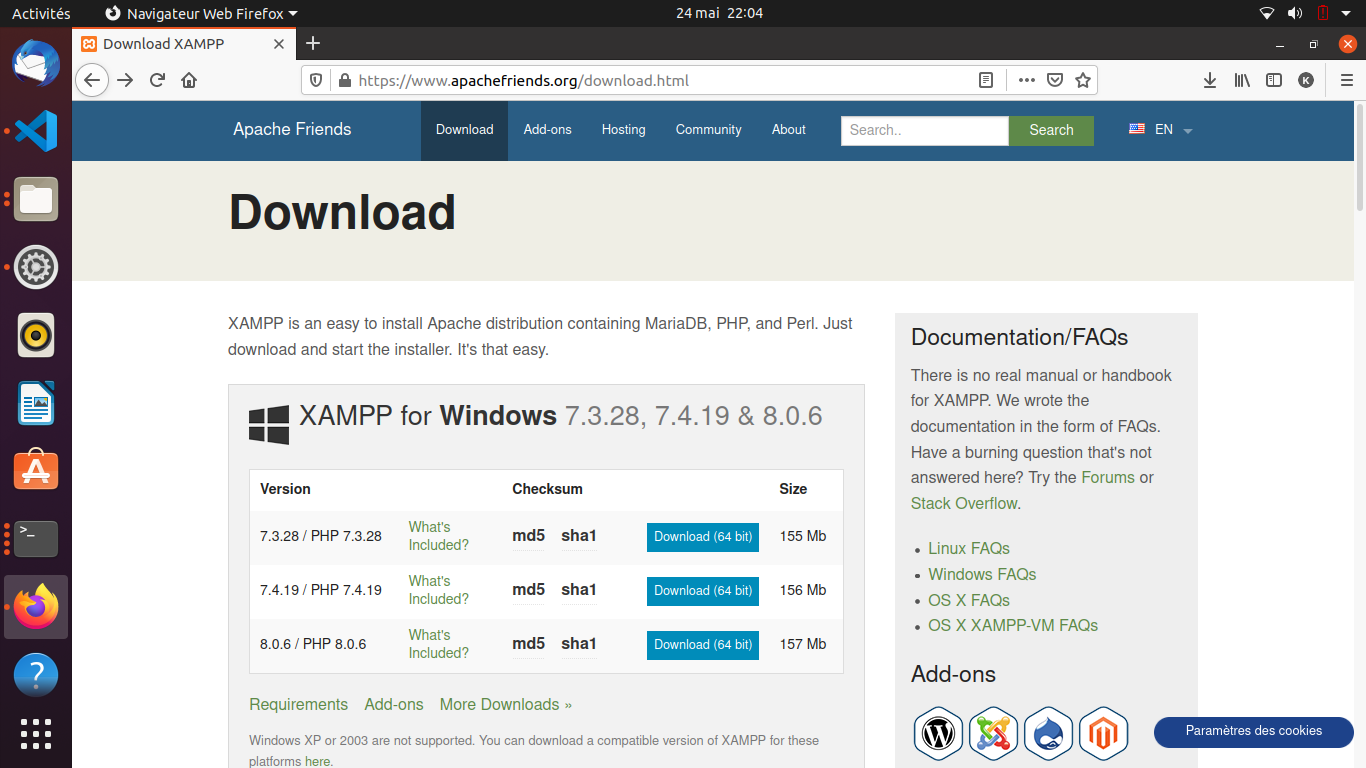 Activités
Navigateur Web Firefox
24 mai 22:04
Download XAMPP
https://www.apachefriends.org/download.html
K
Apache Friends
Download
Add-ons
Hosting
Community
About
Search..
Search
EN
Download
XAMPP is an easy to install Apache distribution containing MariaDB, PHP, and Perl. Just
download and start the installer. It's that easy.
XAMPP for Windows 7.3.28, 7.4.19 & 8.0.6
Version Checksum Size
7.3.28 / PHP 7.3.28 What's Included? md5 sha1 Download (64 bit) 155 Mb
7.4.19 / PHP 7.4.19 What's Included? md5 sha1 Download (64 bit) 156 Mb
8.0.6 / PHP 8.0.6 What's Included? md5 sha1 Download (64 bit) 157 Mb
Requirements Add-ons More Downloads »
Windows XP or 2003 are not supported. You can download a compatible version of XAMPP for these
platforms here.
Documentation/FAQs
There is no real manual or handbook
for XAMPP. We wrote the
documentation in the form of FAQs.
Have a burning question that's not
answered here? Try the Forums or
Stack Overflow.
Linux FAQs
Windows FAQs
OS X FAQs
OS X XAMPP-VM FAQs
Add-ons
Paramètres des cookies